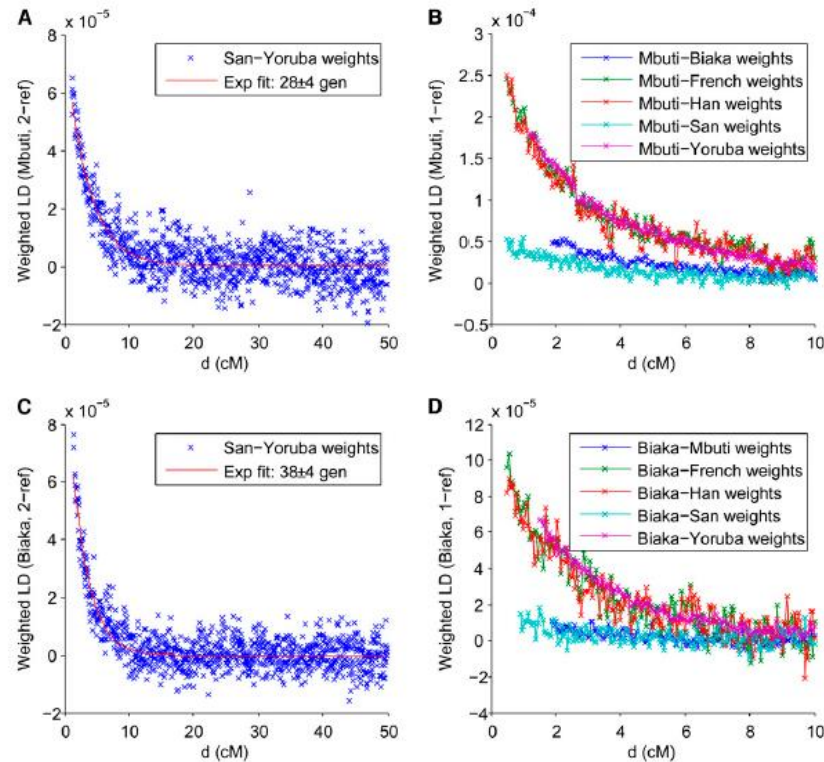 A
× 10⁻⁵
Weighted LD (Mbuti, 2−ref)
8
6
4
2
0
−2
× San−Yoruba weights
Exp fit: 28±4 gen
0 10 20 30 40 50
d (cM)
B
× 10⁻⁴
Weighted LD (Mbuti, 1−ref)
3
2.5
2
1.5
1
0.5
0
−0.5
Mbuti−Biaka weights
Mbuti−French weights
Mbuti−Han weights
Mbuti−San weights
Mbuti−Yoruba weights
0 2 4 6 8 10
d (cM)
C
× 10⁻⁵
Weighted LD (Biaka, 2−ref)
8
6
4
2
0
−2
× San−Yoruba weights
Exp fit: 38±4 gen
0 10 20 30 40 50
d (cM)
D
× 10⁻⁵
Weighted LD (Biaka, 1−ref)
12
10
8
6
4
2
0
−2
−4
Biaka−Mbuti weights
Biaka−French weights
Biaka−Han weights
Biaka−San weights
Biaka−Yoruba weights
0 2 4 6 8 10
d (cM)